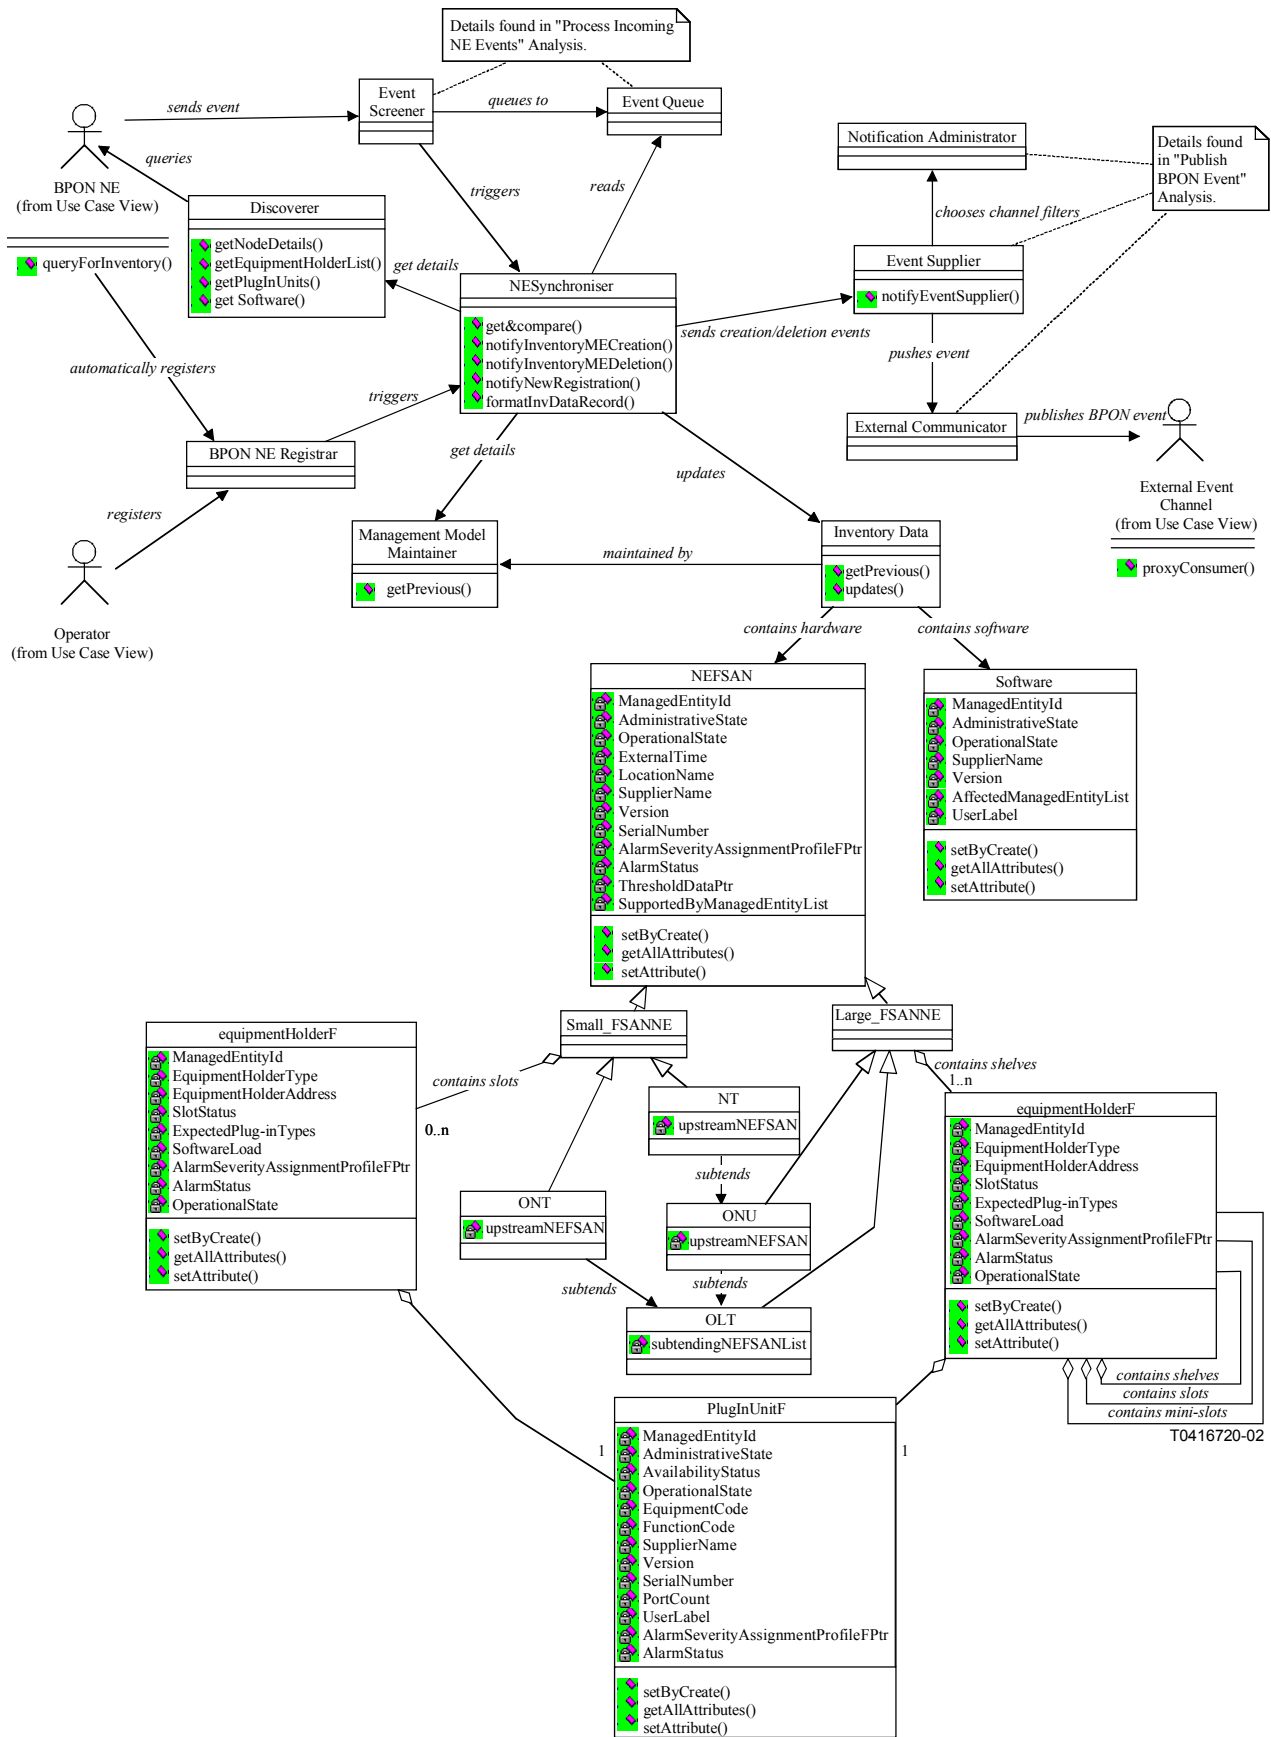 Details found in "Process Incoming
NE Events" Analysis.
Event
Screener
Event Queue
sends event
queues to
Notification Administrator
Details found
in "Publish
BPON Event"
Analysis.
queries
BPON NE
(from Use Case View)
queryForInventory()
triggers
reads
chooses channel filters
Discoverer
getNodeDetails()
getEquipmentHolderList()
getPlugInUnits()
get Software()
get details
NESynchroniser
get&compare()
notifyInventoryMECreation()
notifyInventoryMEDeletion()
notifyNewRegistration()
formatInvDataRecord()
Event Supplier
notifyEventSupplier()
sends creation/deletion events
pushes event
automatically registers
triggers
External Communicator
publishes BPON event
BPON NE Registrar
get details
updates
External Event
Channel
(from Use Case View)
proxyConsumer()
registers
Operator
(from Use Case View)
Management Model
Maintainer
getPrevious()
maintained by
Inventory Data
getPrevious()
updates()
contains hardware
contains software
NEFSAN
ManagedEntityId
AdministrativeState
OperationalState
ExternalTime
LocationName
SupplierName
Version
SerialNumber
AlarmSeverityAssignmentProfileFPtr
AlarmStatus
ThresholdDataPtr
SupportedByManagedEntityList
setByCreate()
getAllAttributes()
setAttribute()
Software
ManagedEntityId
AdministrativeState
OperationalState
SupplierName
Version
AffectedManagedEntityList
UserLabel
setByCreate()
getAllAttributes()
setAttribute()
Small_FSANNE
Large_FSANNE
equipmentHolderF
ManagedEntityId
EquipmentHolderType
EquipmentHolderAddress
SlotStatus
ExpectedPlug-inTypes
SoftwareLoad
AlarmSeverityAssignmentProfileFPtr
AlarmStatus
OperationalState
setByCreate()
getAllAttributes()
setAttribute()
contains slots
0..n
contains shelves
1..n
NT
upstreamNEFSAN
subtends
ONT
upstreamNEFSAN
ONU
upstreamNEFSAN
subtends
subtends
OLT
subtendingNEFSANList
equipmentHolderF
ManagedEntityId
EquipmentHolderType
EquipmentHolderAddress
SlotStatus
ExpectedPlug-inTypes
SoftwareLoad
AlarmSeverityAssignmentProfileFPtr
AlarmStatus
OperationalState
setByCreate()
getAllAttributes()
setAttribute()
contains shelves
contains slots
contains mini-slots
T0416720-02
1
1
PlugInUnitF
ManagedEntityId
AdministrativeState
AvailabilityStatus
OperationalState
EquipmentCode
FunctionCode
SupplierName
Version
SerialNumber
PortCount
UserLabel
AlarmSeverityAssignmentProfileFPtr
AlarmStatus
setByCreate()
getAllAttributes()
setAttribute()